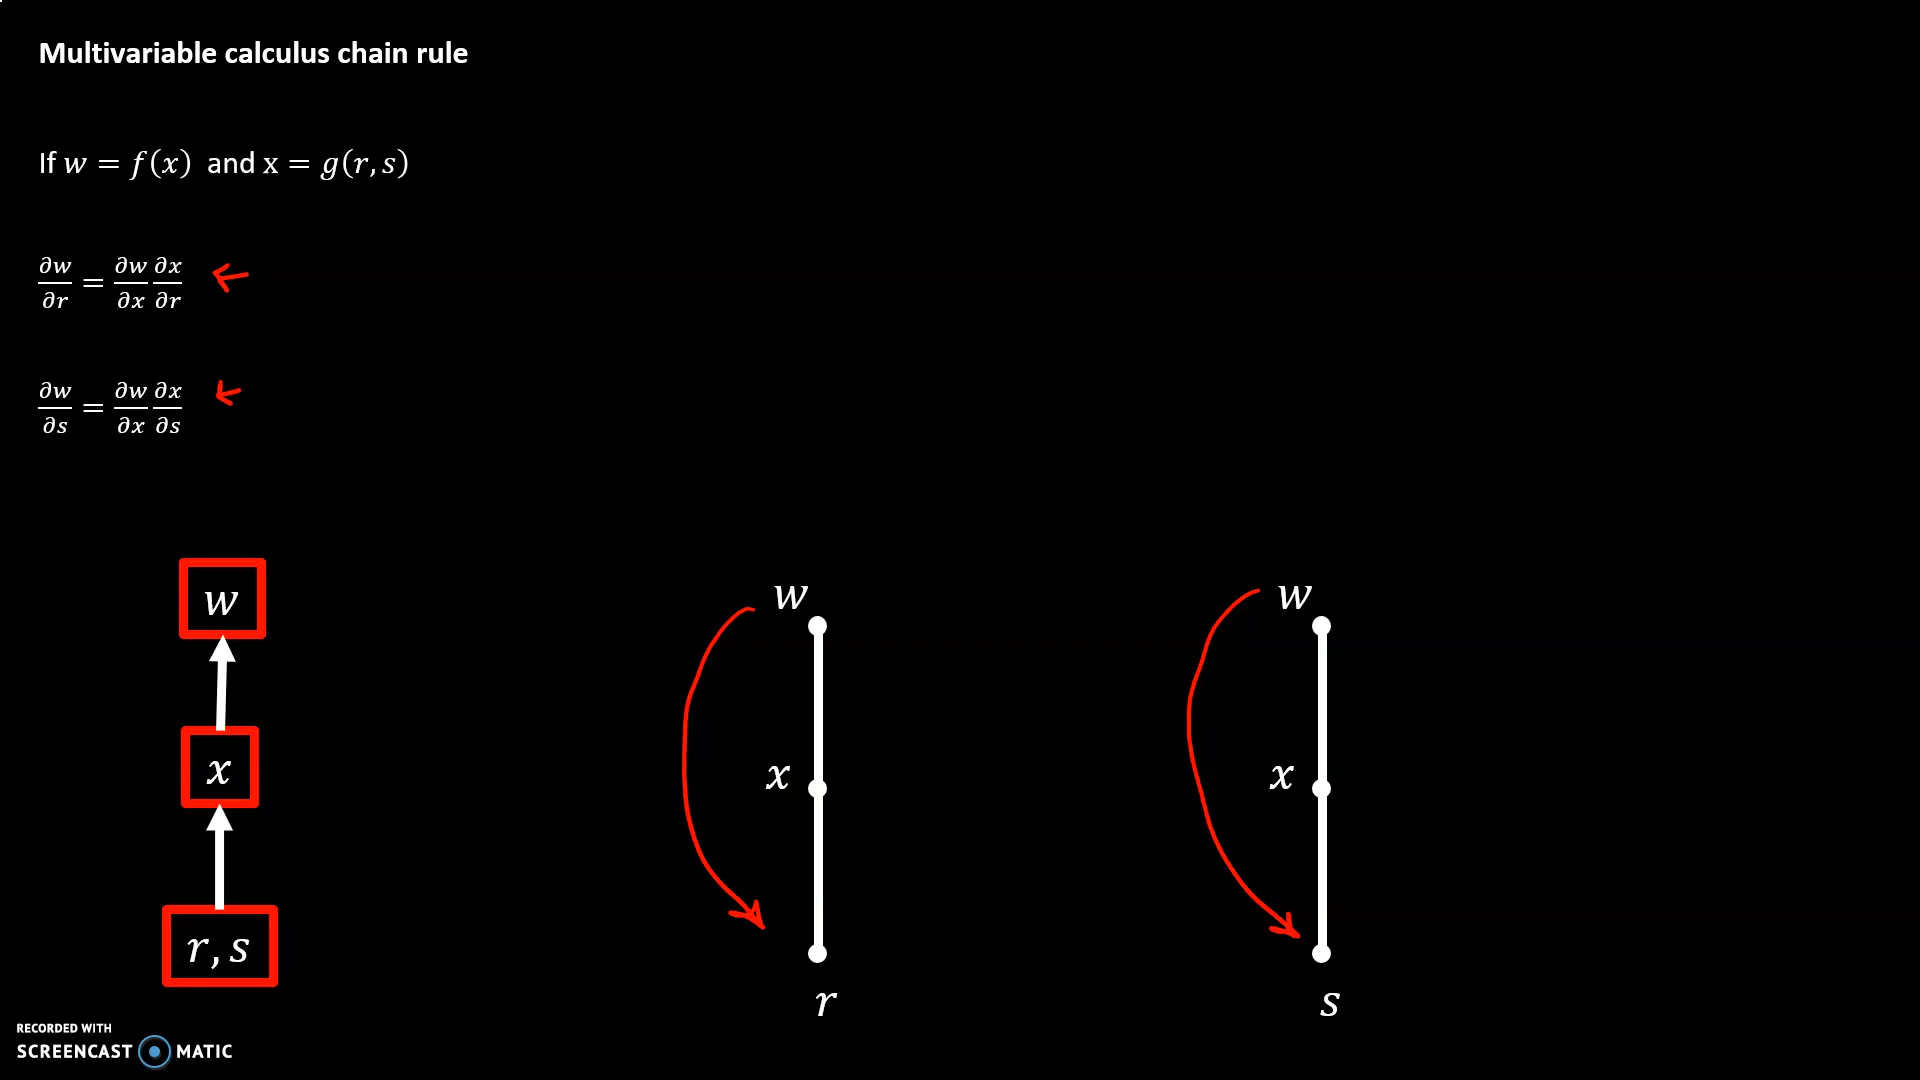 Multivariable calculus chain rule
If w = f(x) and x = g(r, s)
∂w/∂r = ∂w/∂x ∂x/∂r
∂w/∂s = ∂w/∂x ∂x/∂s
w
x
r, s
w
x
r
w
x
s
RECORDED WITH
SCREENCAST MATIC